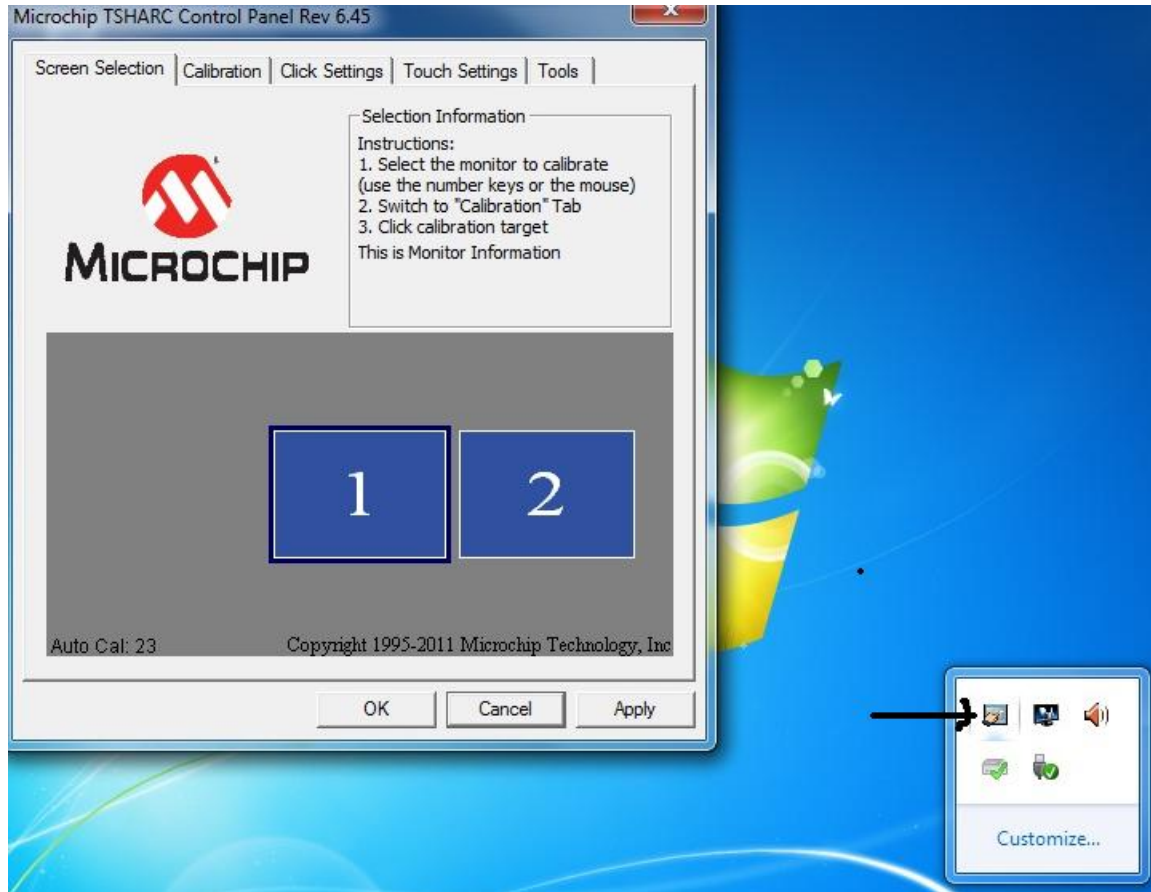 Microchip TSHARC Control Panel Rev 6.45
Screen Selection
Calibration
Click Settings
Touch Settings
Tools
MICROCHIP
Selection Information
Instructions:
1. Select the monitor to calibrate
(use the number keys or the mouse)
2. Switch to "Calibration" Tab
3. Click calibration target
This is Monitor Information
1
2
Auto Cal: 23
Copyright 1995-2011 Microchip Technology, Inc
OK
Cancel
Apply
Customize...